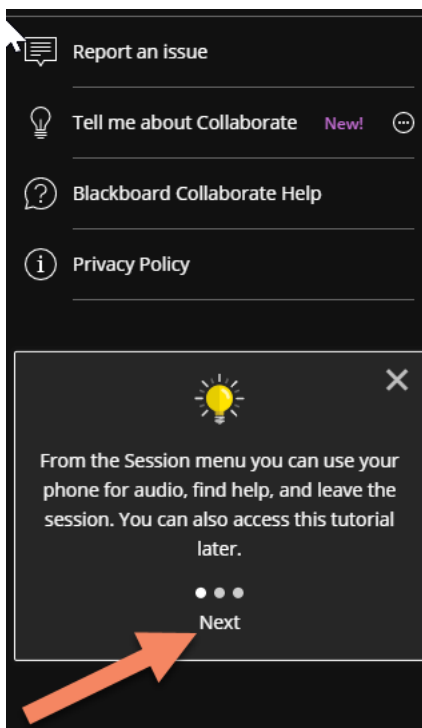 Report an issue
Tell me about Collaborate New!
Blackboard Collaborate Help
Privacy Policy
From the Session menu you can use your
phone for audio, find help, and leave the
session. You can also access this tutorial
later.
Next